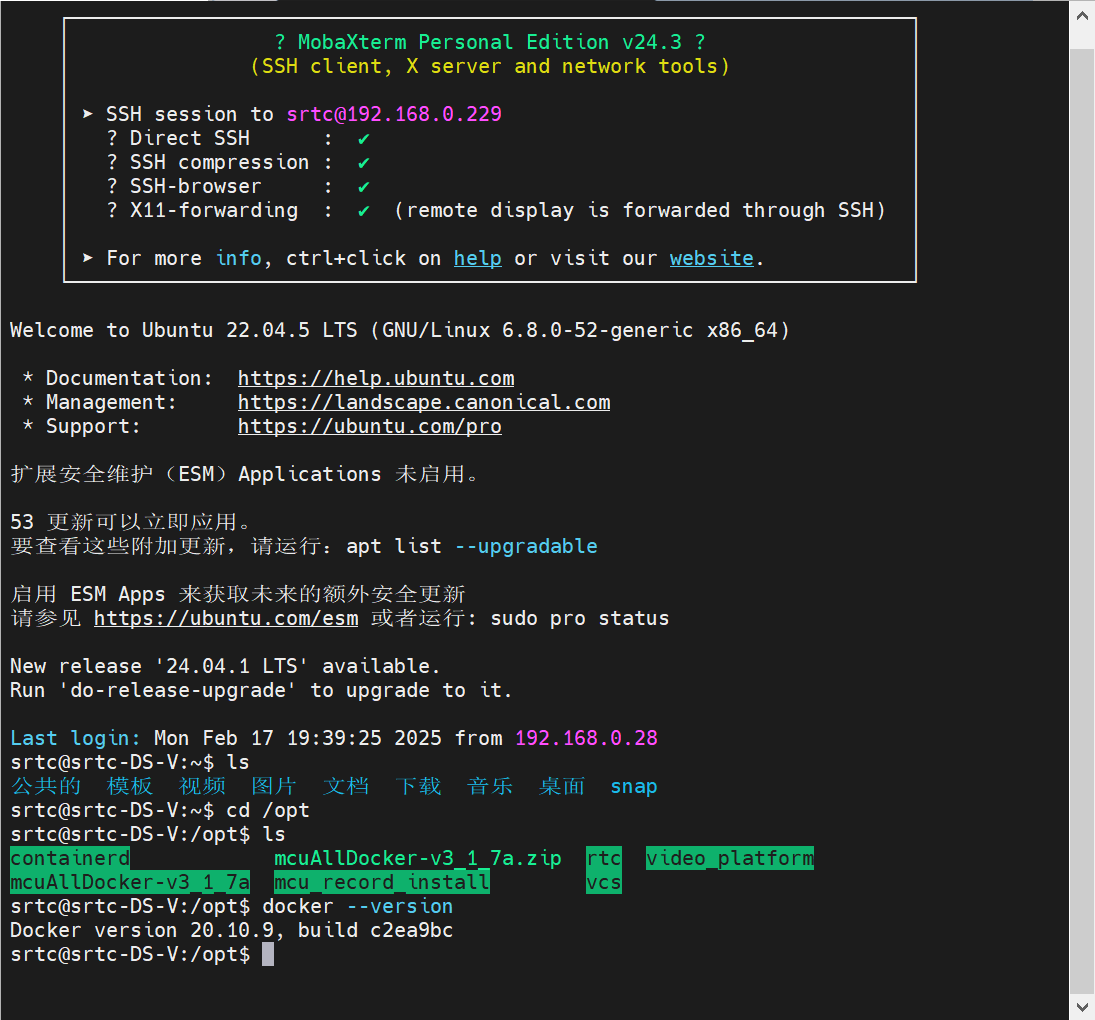 ? MobaXterm Personal Edition v24.3 ?
(SSH client, X server and network tools)
➤ SSH session to srtc@192.168.0.229
? Direct SSH : ✔
? SSH compression : ✔
? SSH-browser : ✔
? X11-forwarding : ✔ (remote display is forwarded through SSH)
➤ For more info, ctrl+click on help or visit our website.
Welcome to Ubuntu 22.04.5 LTS (GNU/Linux 6.8.0-52-generic x86_64)
* Documentation: https://help.ubuntu.com
* Management: https://landscape.canonical.com
* Support: https://ubuntu.com/pro
扩展安全维护（ESM）Applications 未启用。
53 更新可以立即应用。
要查看这些附加更新，请运行：apt list --upgradable
启用 ESM Apps 来获取未来的额外安全更新
请参见 https://ubuntu.com/esm 或者运行: sudo pro status
New release '24.04.1 LTS' available.
Run 'do-release-upgrade' to upgrade to it.
Last login: Mon Feb 17 19:39:25 2025 from 192.168.0.28
srtc@srtc-DS-V:~$ ls
公共的 模板 视频 图片 文档 下载 音乐 桌面 snap
srtc@srtc-DS-V:~$ cd /opt
srtc@srtc-DS-V:/opt$ ls
containerd mcuAllDocker-v3_1_7a.zip rtc video_platform
mcuAllDocker-v3_1_7a mcu_record_install vcs
srtc@srtc-DS-V:/opt$ docker --version
Docker version 20.10.9, build c2ea9bc
srtc@srtc-DS-V:/opt$